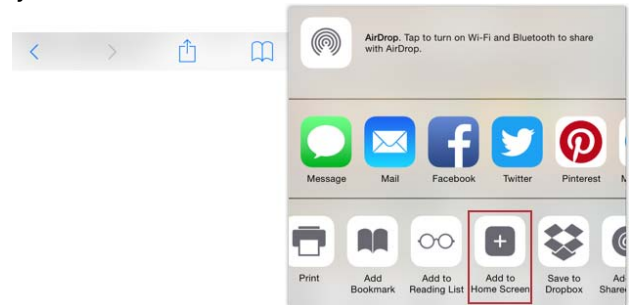 AirDrop. Tap to turn on Wi-Fi and Bluetooth to share
with AirDrop.
Message Mail Facebook Twitter Pinterest
Print Add
Bookmark Add to
Reading List Add to
Home Screen Save to
Dropbox